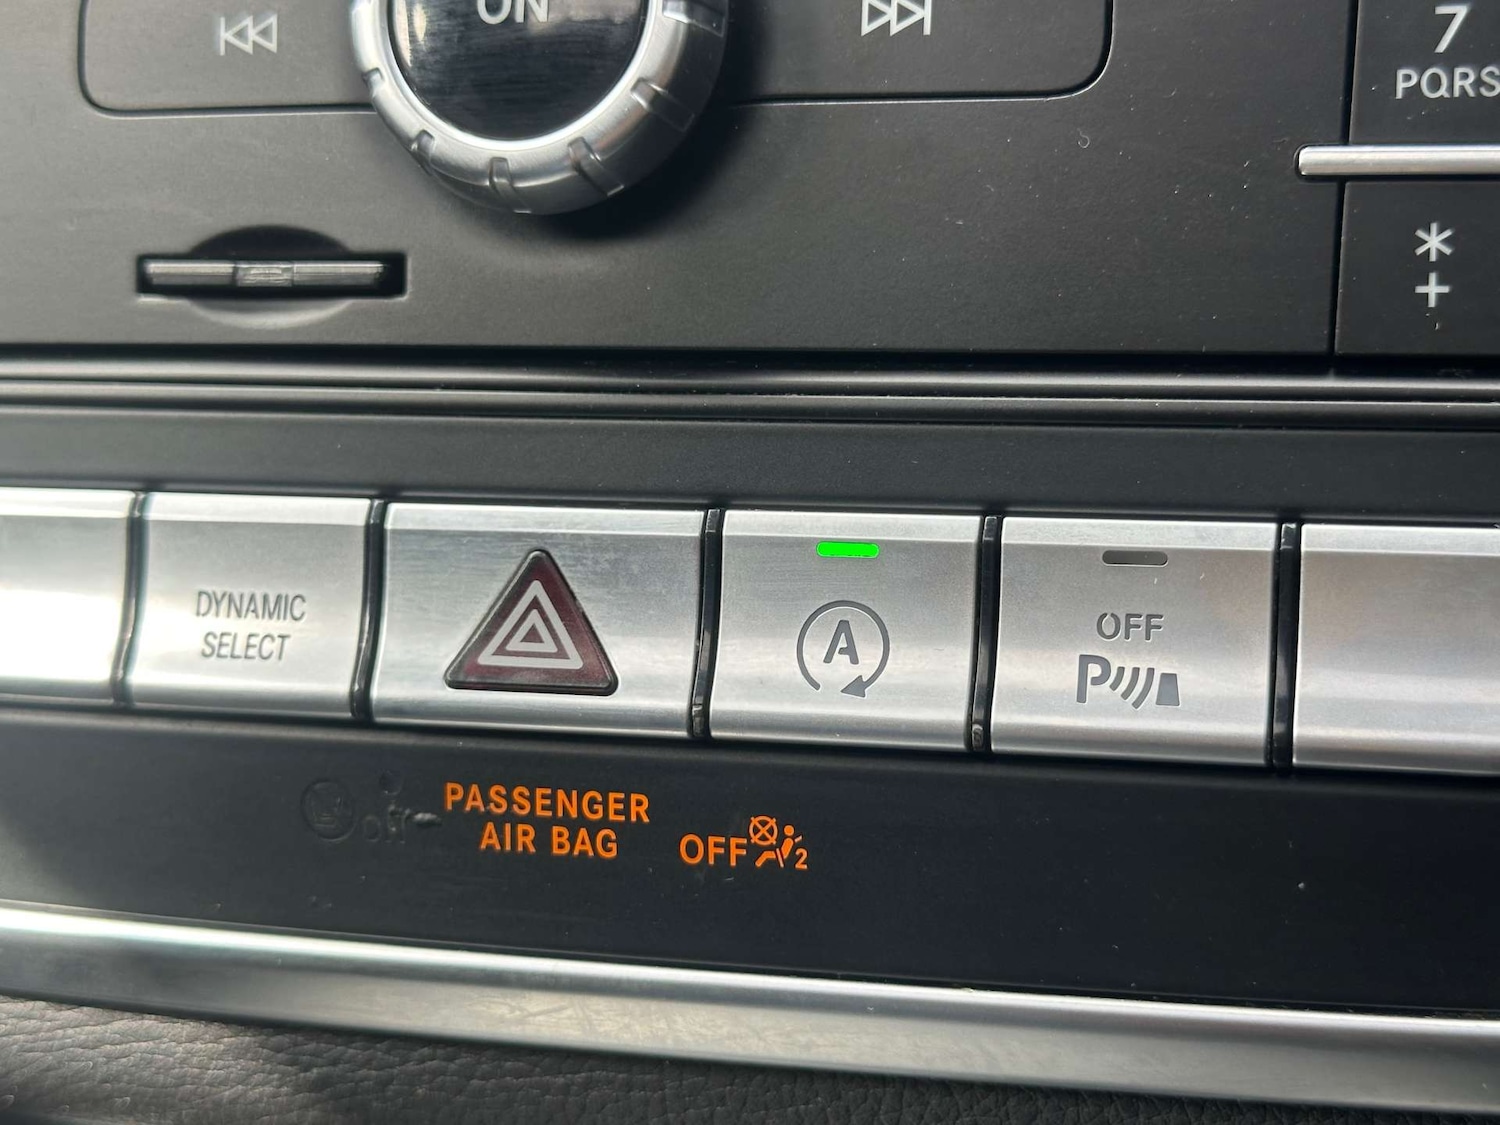 ON
7
PQRS
*
+
DYNAMIC
SELECT
A
OFF
P
PASSENGER
AIR BAG
OFF 2